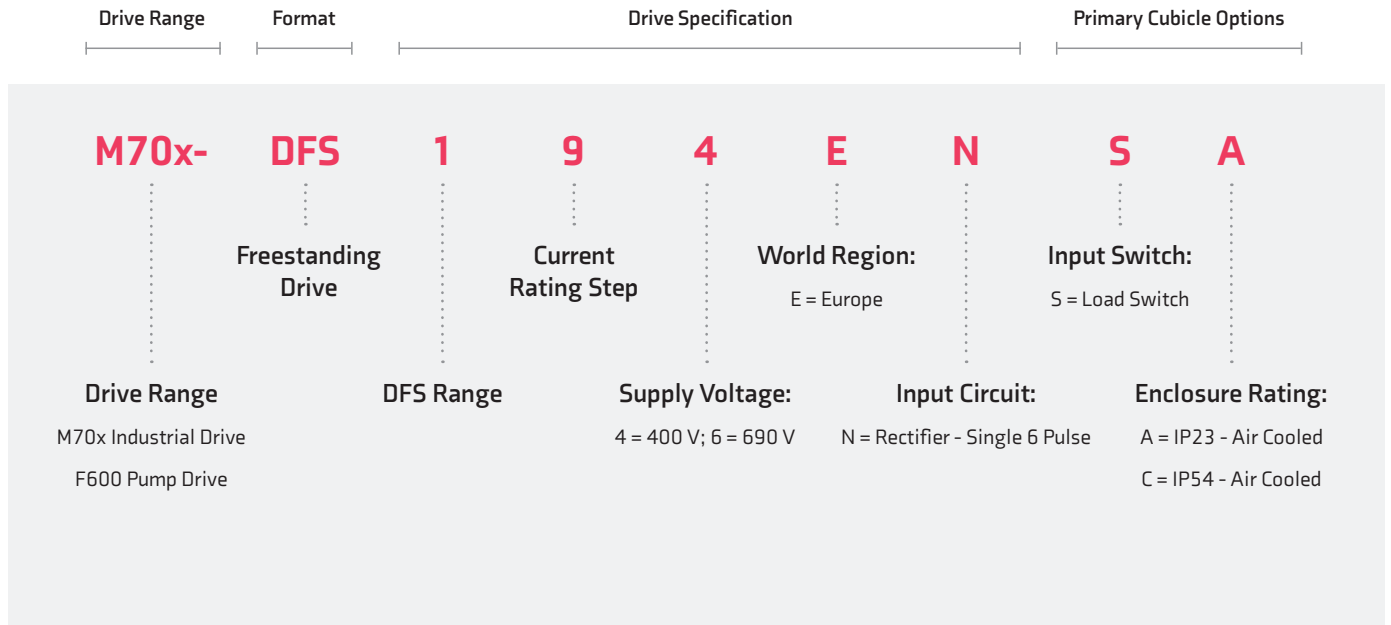 Drive Range Format Drive Specification Primary Cubicle Options
M70x- DFS 1 9 4 E N S A
Freestanding
Drive
Current
Rating Step
World Region:
E = Europe
Input Switch:
S = Load Switch
Drive Range
M70x Industrial Drive
F600 Pump Drive
DFS Range
Supply Voltage:
4 = 400 V; 6 = 690 V
Input Circuit:
N = Rectifier - Single 6 Pulse
Enclosure Rating:
A = IP23 - Air Cooled
C = IP54 - Air Cooled